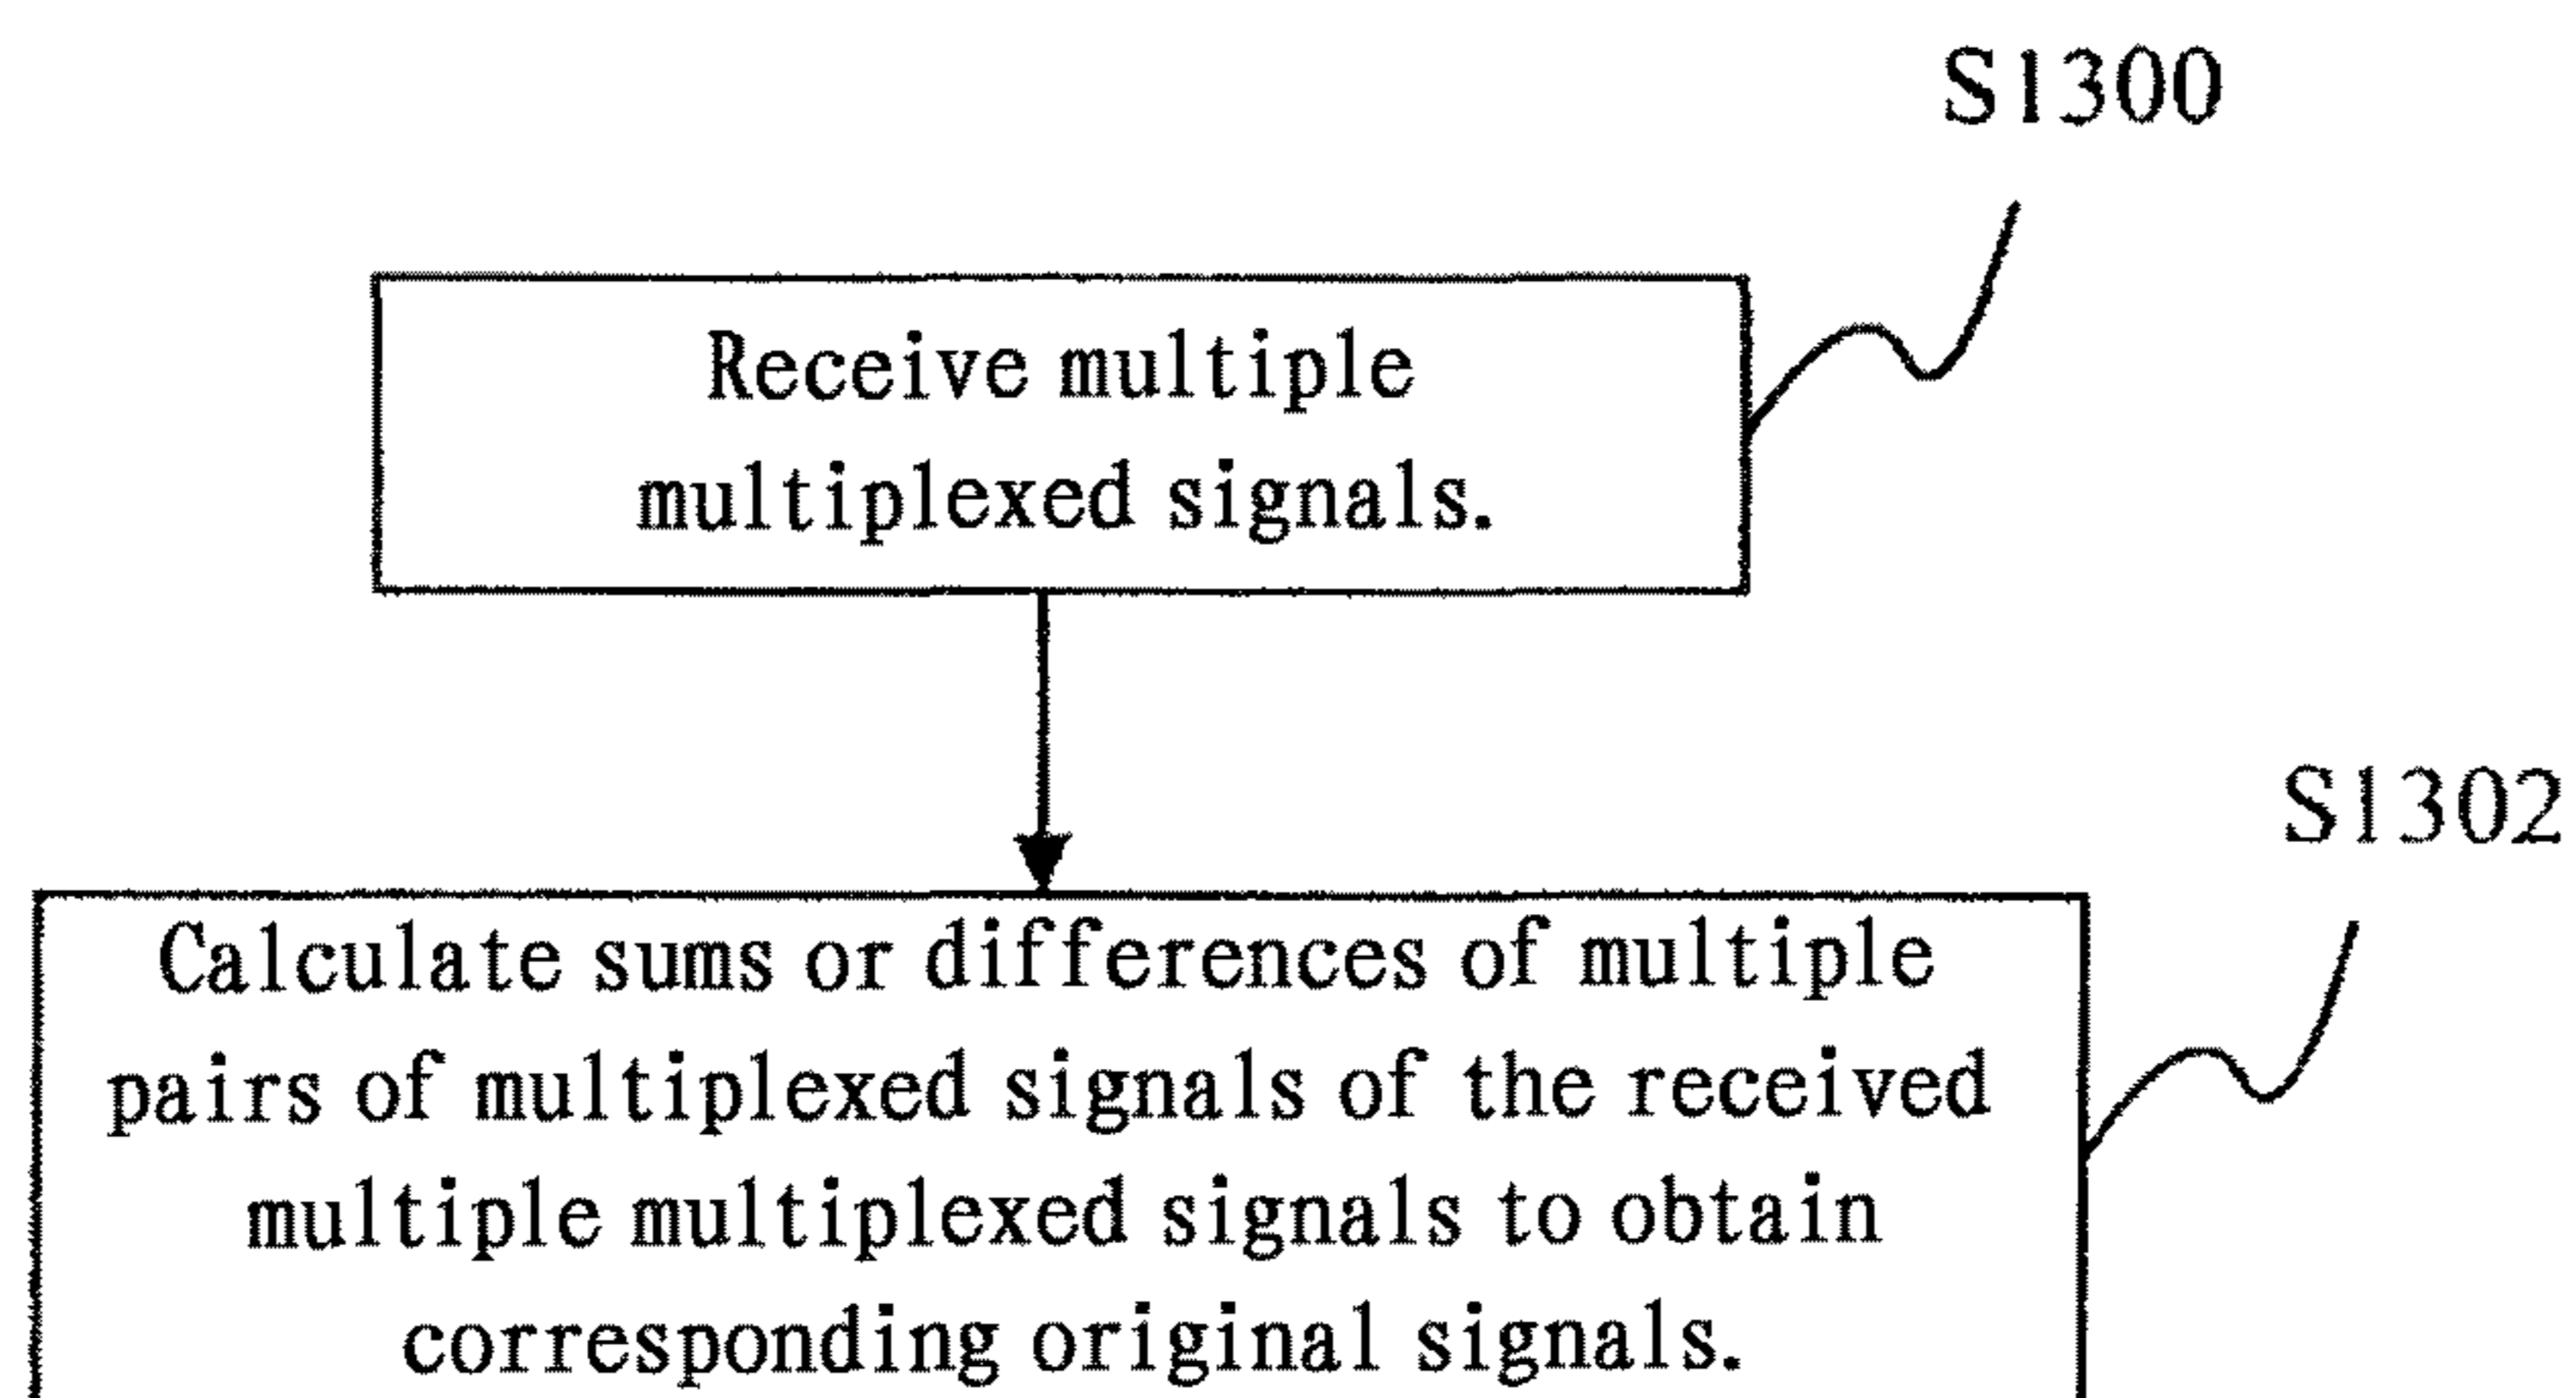 S1300
Receive multiple
multiplexed signals.
S1302
Calculate sums or differences of multiple
pairs of multiplexed signals of the received
multiple multiplexed signals to obtain
corresponding original signals.